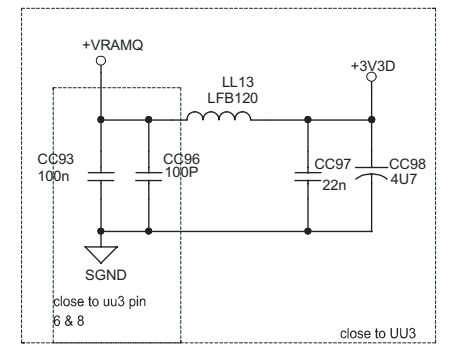 +VRAMQ
+3V3D
LL13
LFB120
CC93
100n
CC96
100P
CC97
22n
CC98
4U7
SGND
close to uu3 pin
6 & 8
close to UU3